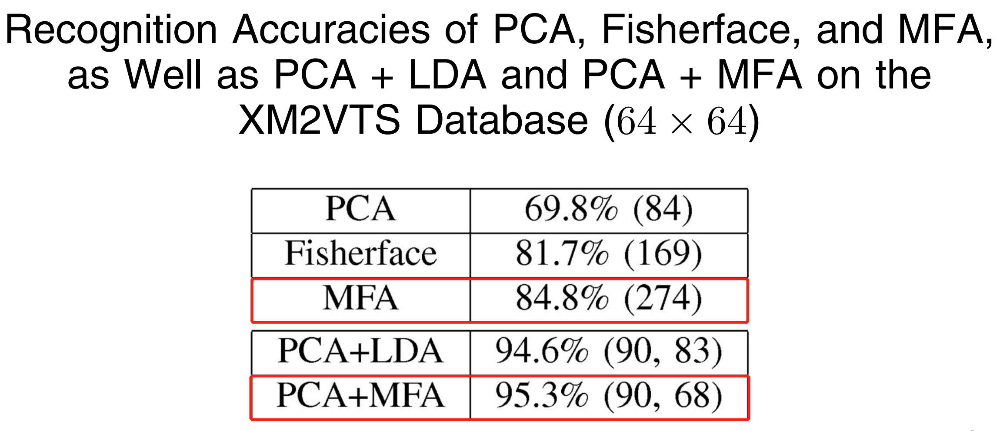 Recognition Accuracies of PCA, Fisherface, and MFA,
as Well as PCA + LDA and PCA + MFA on the
XM2VTS Database (64 × 64)
PCA 69.8% (84)
Fisherface 81.7% (169)
MFA 84.8% (274)
PCA+LDA 94.6% (90, 83)
PCA+MFA 95.3% (90, 68)